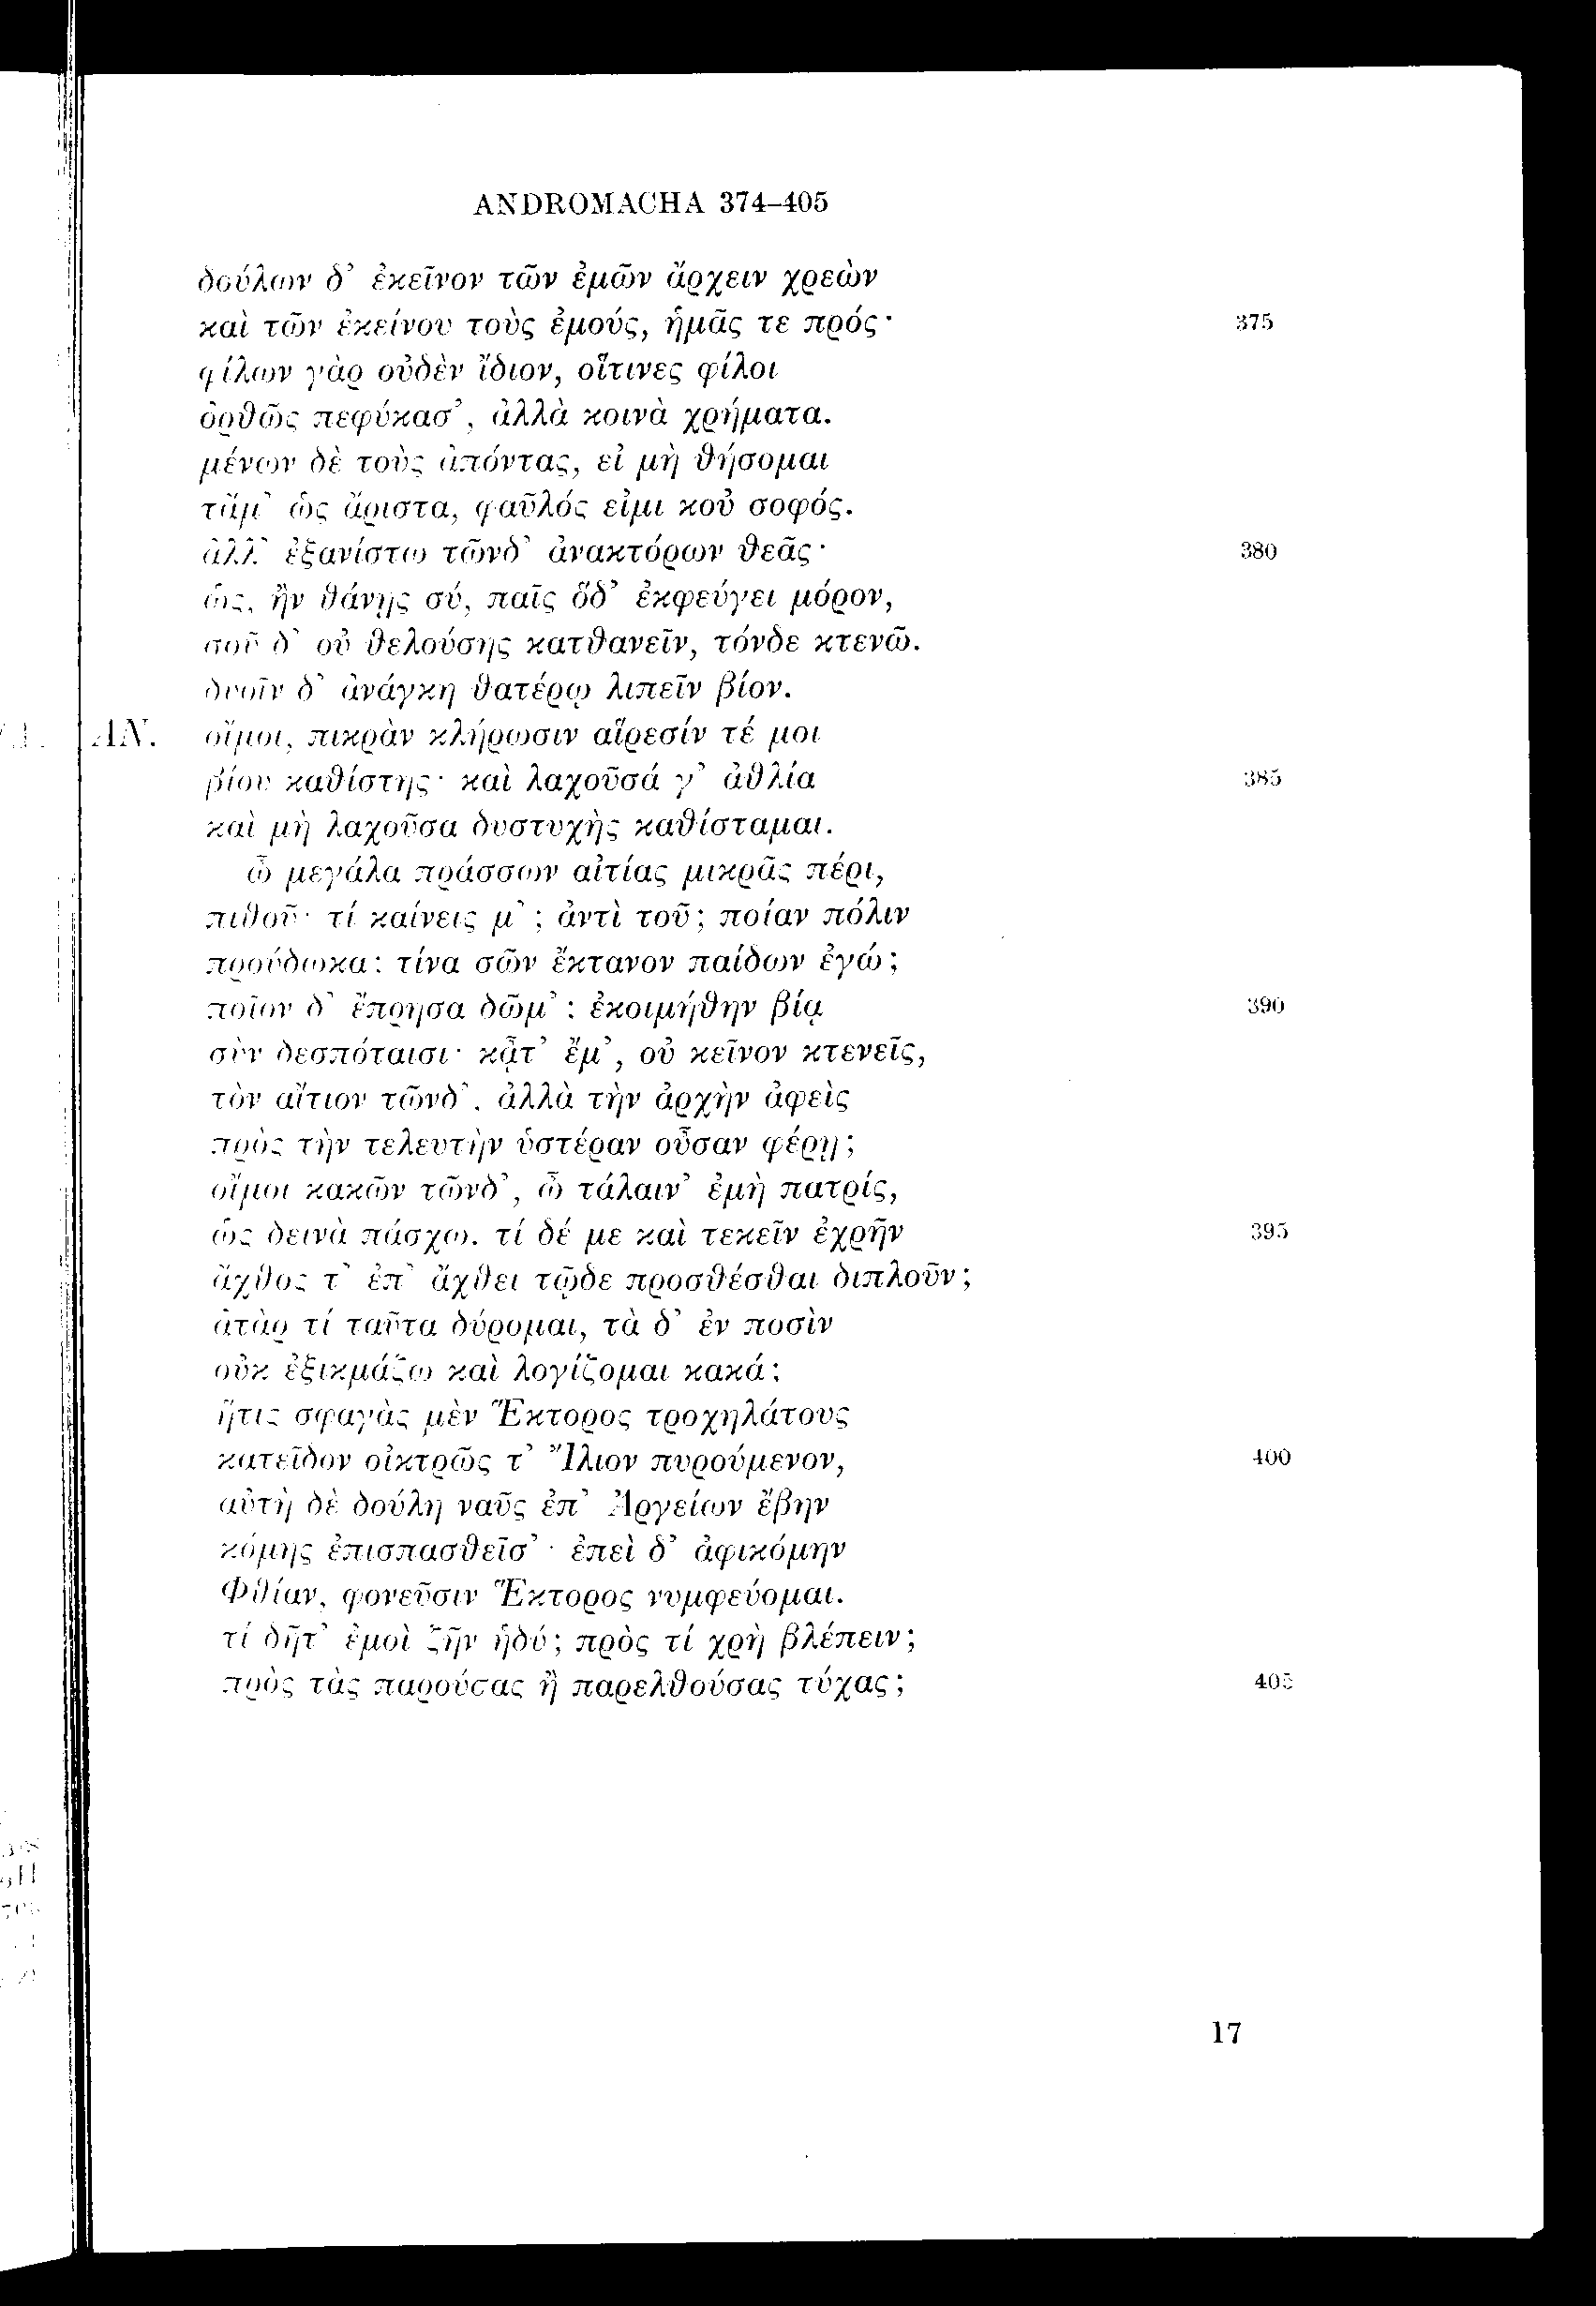 ANDROMACHA 374–405
δούλων δ’ ἐκεῖνον τῶν ἐμῶν ἄρχειν χρεὼν
καὶ τῶν ἐκείνου τοὺς ἐμούς, ἡμᾶς τε πρός· 375
φίλων γὰρ οὐδὲν ἴδιον, οἵτινες φίλοι
ὀρθῶς πεφύκασ’, ἀλλὰ κοινὰ χρήματα.
μένων δὲ τοὺς ἀπόντας, εἰ μὴ θήσομαι
τἄμ’ ὡς ἄριστα, φαῦλός εἰμι κοὐ σοφός.
ἀλλ’ ἐξανίστω τῶνδ’ ἀνακτόρων θεᾶς· 380
ὡς, ἢν θάνῃς σύ, παῖς ὅδ’ ἐκφεύγει μόρον,
σοῦ δ’ οὐ θελούσης κατθανεῖν, τόνδε κτενῶ.
δυοῖν δ’ ἀνάγκη θατέρῳ λιπεῖν βίον.
ΑΝ. οἴμοι, πικρὰν κλήρωσιν αἵρεσίν τέ μοι
βίου καθίστης· καὶ λαχοῦσά γ’ ἀθλία 385
καὶ μὴ λαχοῦσα δυστυχὴς καθίσταμαι.
ὦ μεγάλα πράσσων αἰτίας μικρᾶς πέρι,
πιθοῦ· τί καίνεις μ’; ἀντὶ τοῦ; ποίαν πόλιν
προύδωκα; τίνα σῶν ἔκτανον παίδων ἐγώ;
ποῖον δ’ ἔπρησα δῶμ’; ἐκοιμήθην βίᾳ 390
σὺν δεσπόταισι· κᾆτ’ ἔμ’, οὐ κεῖνον κτενεῖς,
τὸν αἴτιον τῶνδ’, ἀλλὰ τὴν ἀρχὴν ἀφεὶς
πρὸς τὴν τελευτὴν ὑστέραν οὖσαν φέρῃ;
οἴμοι κακῶν τῶνδ’, ὦ τάλαιν’ ἐμὴ πατρίς,
ὡς δεινὰ πάσχω. τί δέ με καὶ τεκεῖν ἐχρῆν 395
ἄχθος τ’ ἐπ’ ἄχθει τῷδε προσθέσθαι διπλοῦν;
ἀτὰρ τί ταῦτα δύρομαι, τὰ δ’ ἐν ποσὶν
οὐκ ἐξικμάζω καὶ λογίζομαι κακά;
ἥτις σφαγὰς μὲν Ἕκτορος τροχηλάτους
κατεῖδον οἰκτρῶς τ’ Ἴλιον πυρούμενον, 400
αὐτὴ δὲ δούλη ναῦς ἐπ’ Ἀργείων ἔβην
κόμης ἐπισπασθεῖσ’· ἐπεὶ δ’ ἀφικόμην
Φθίαν, φονεῦσιν Ἕκτορος νυμφεύομαι.
τί δῆτ’ ἐμοὶ ζῆν ἡδύ; πρὸς τί χρὴ βλέπειν;
πρὸς τὰς παρούσας ἢ παρελθούσας τύχας; 405
17